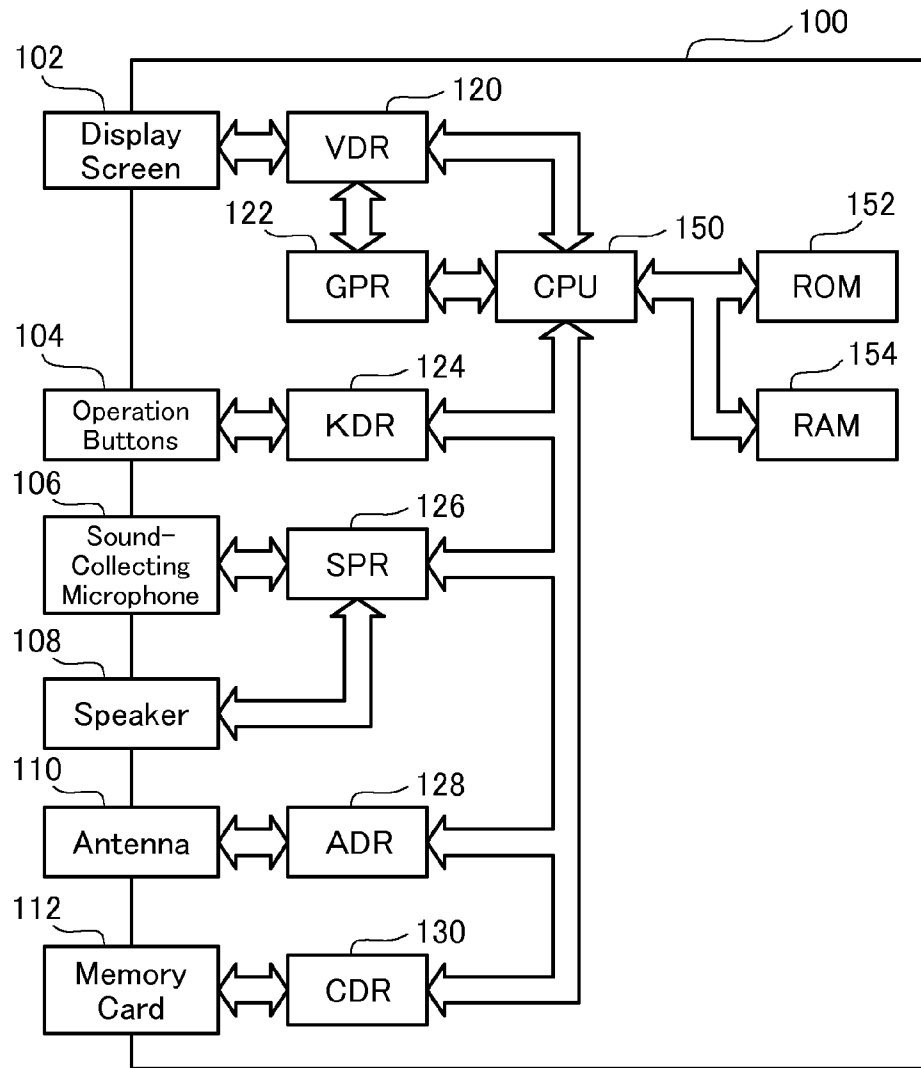 100
102
120
Display
Screen
VDR
122
150
152
GPR
CPU
ROM
104
124
154
Operation
Buttons
KDR
RAM
106
126
Sound-
Collecting
Microphone
SPR
108
Speaker
110
128
Antenna
ADR
112
130
Memory
Card
CDR